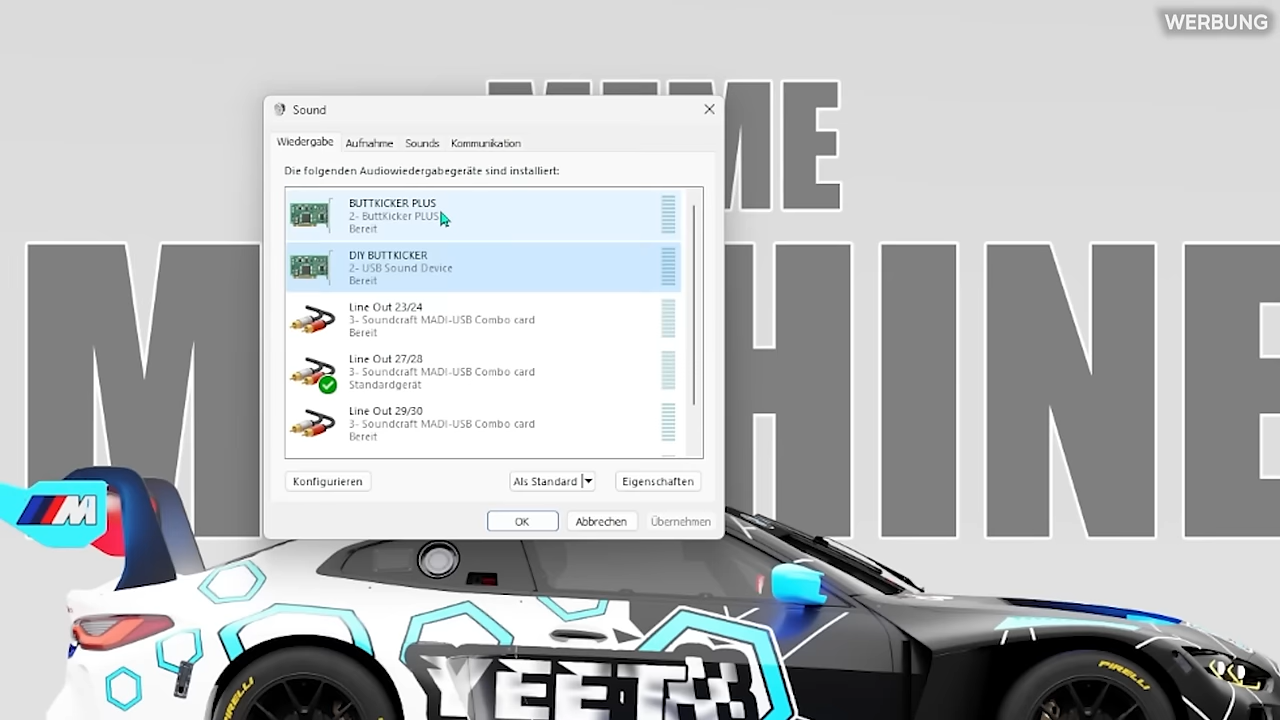 WERBUNG
MEME
MACHINE
Sound
Wiedergabe Aufnahme Sounds Kommunikation
Die folgenden Audiowiedergabegeräte sind installiert:
BUTTKICKER PLUS
2- ButtKicker PLUS
Bereit
DIY BUTTKICKER
2- USB Sound Device
Bereit
Line Out 23/24
3- Soundcraft MADI-USB Combo card
Bereit
Line Out 27/28
3- Soundcraft MADI-USB Combo card
Standardgerät
Line Out 29/30
3- Soundcraft MADI-USB Combo card
Bereit
Konfigurieren Als Standard Eigenschaften
OK Abbrechen Übernehmen
M
YEET
PIRELLI
PIRELLI